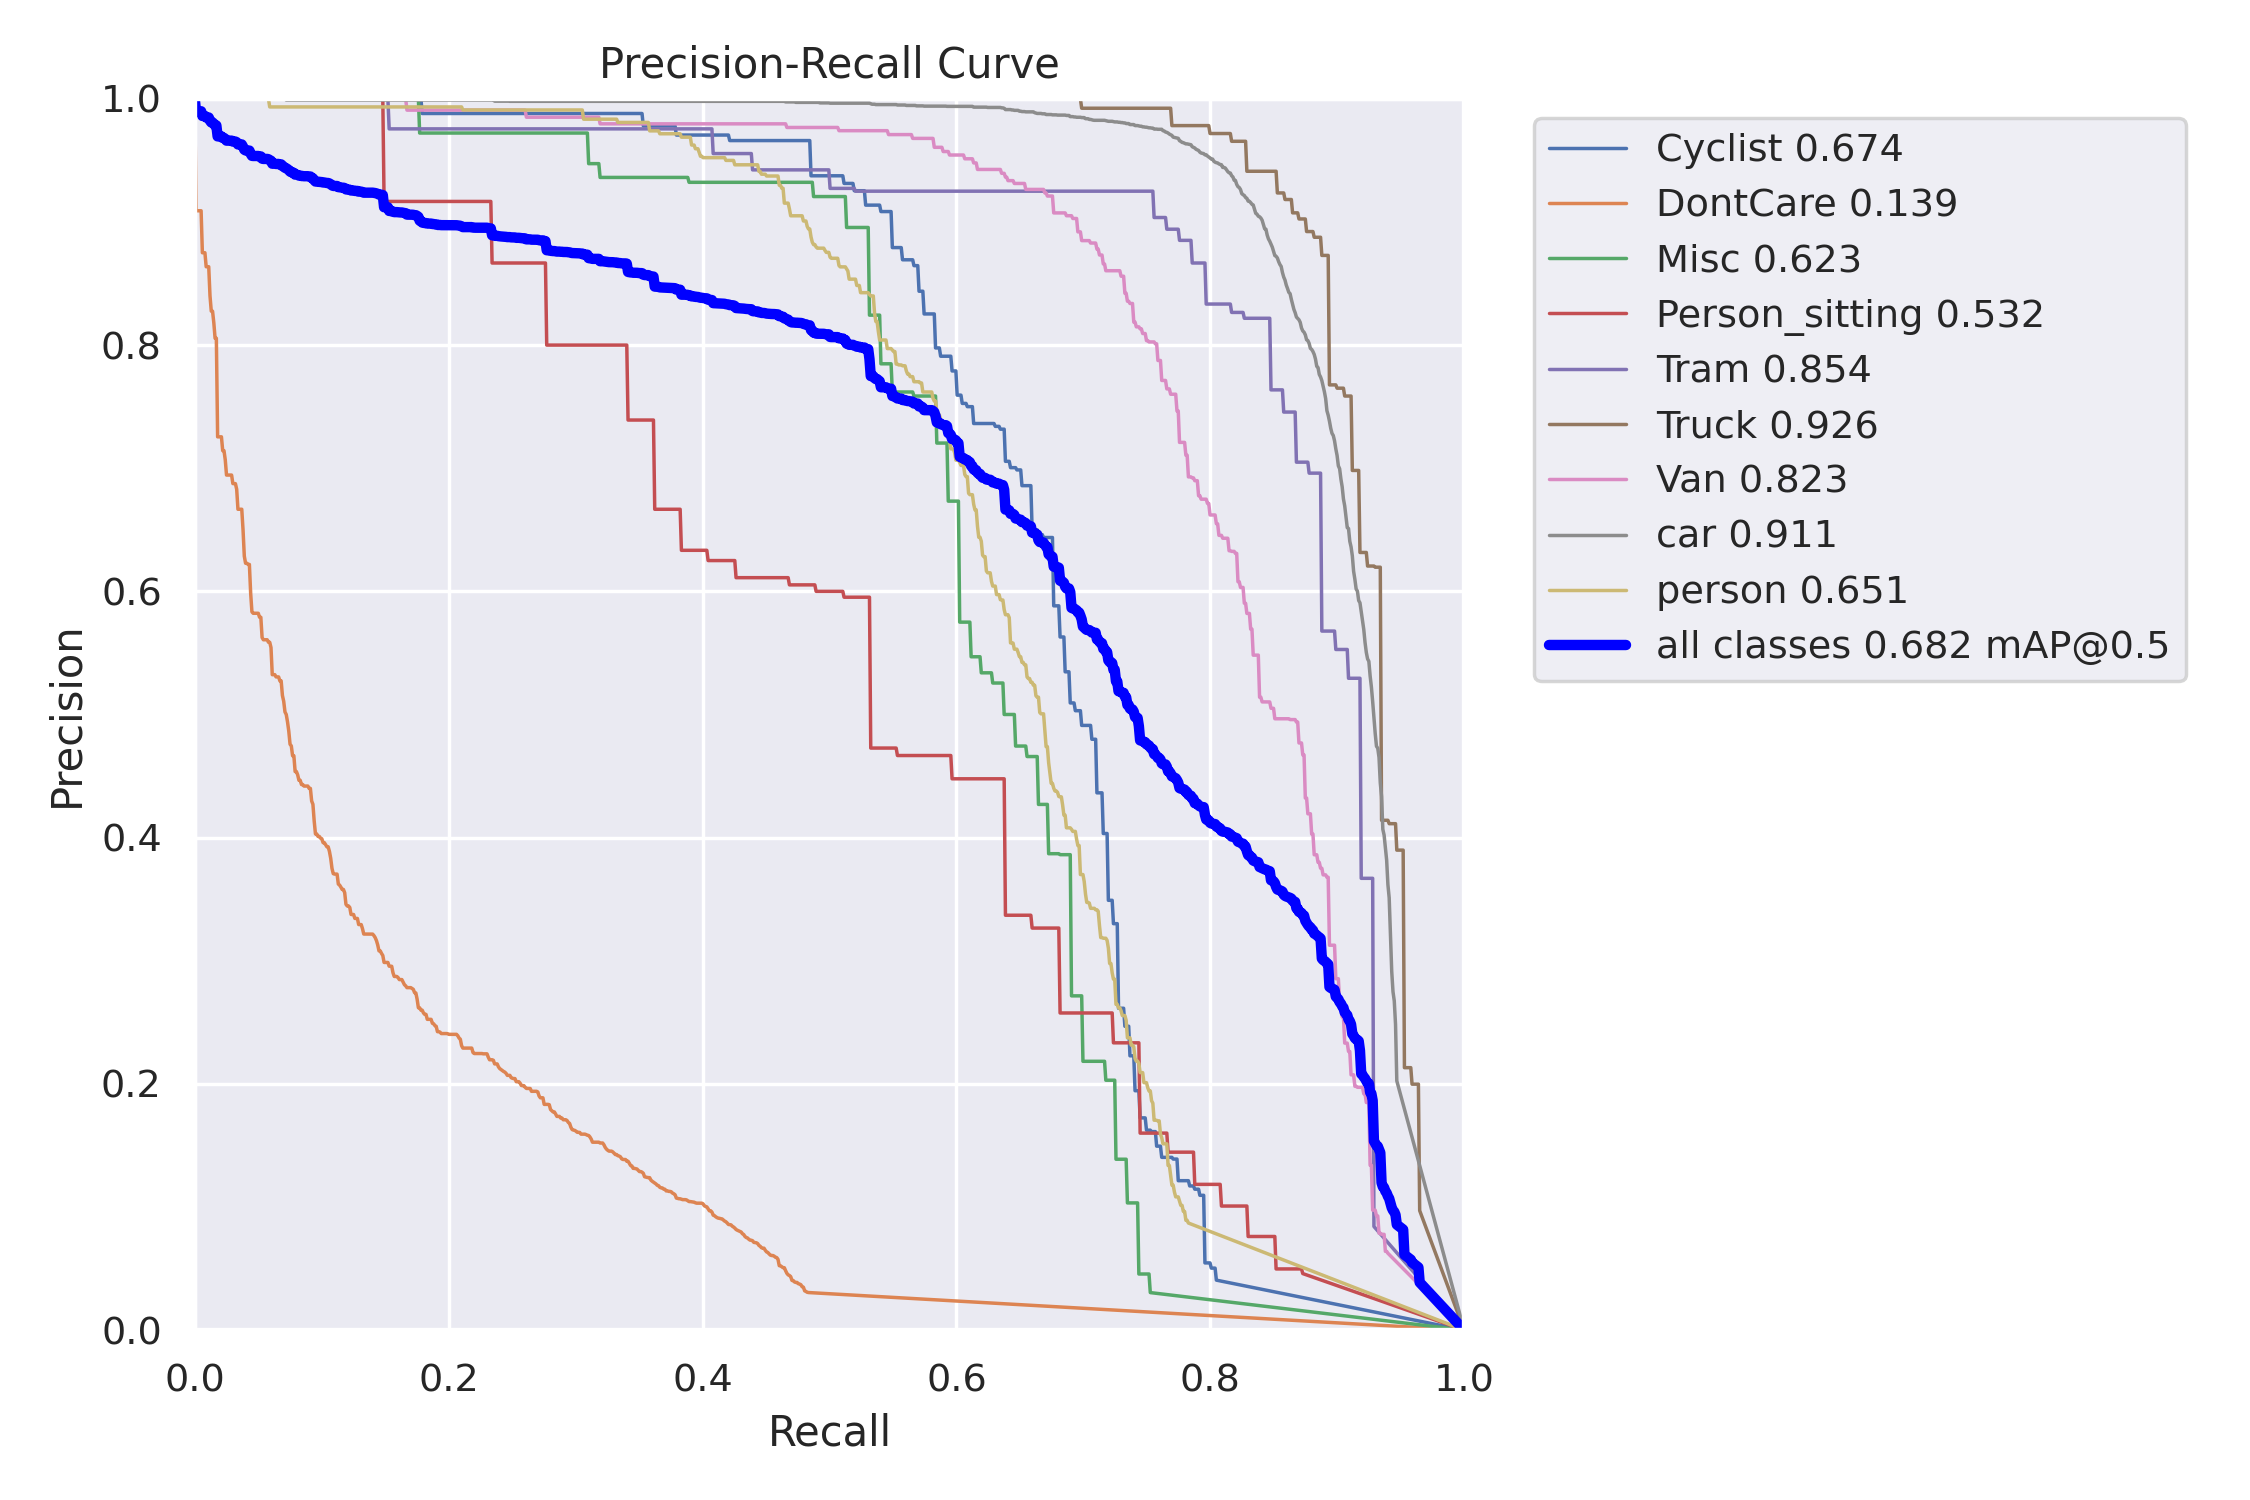 Precision-Recall Curve
1.0
0.8
0.6
0.4
0.2
0.0
Precision
0.0 0.2 0.4 0.6 0.8 1.0
Recall
Cyclist 0.674
DontCare 0.139
Misc 0.623
Person_sitting 0.532
Tram 0.854
Truck 0.926
Van 0.823
car 0.911
person 0.651
all classes 0.682 mAP@0.5